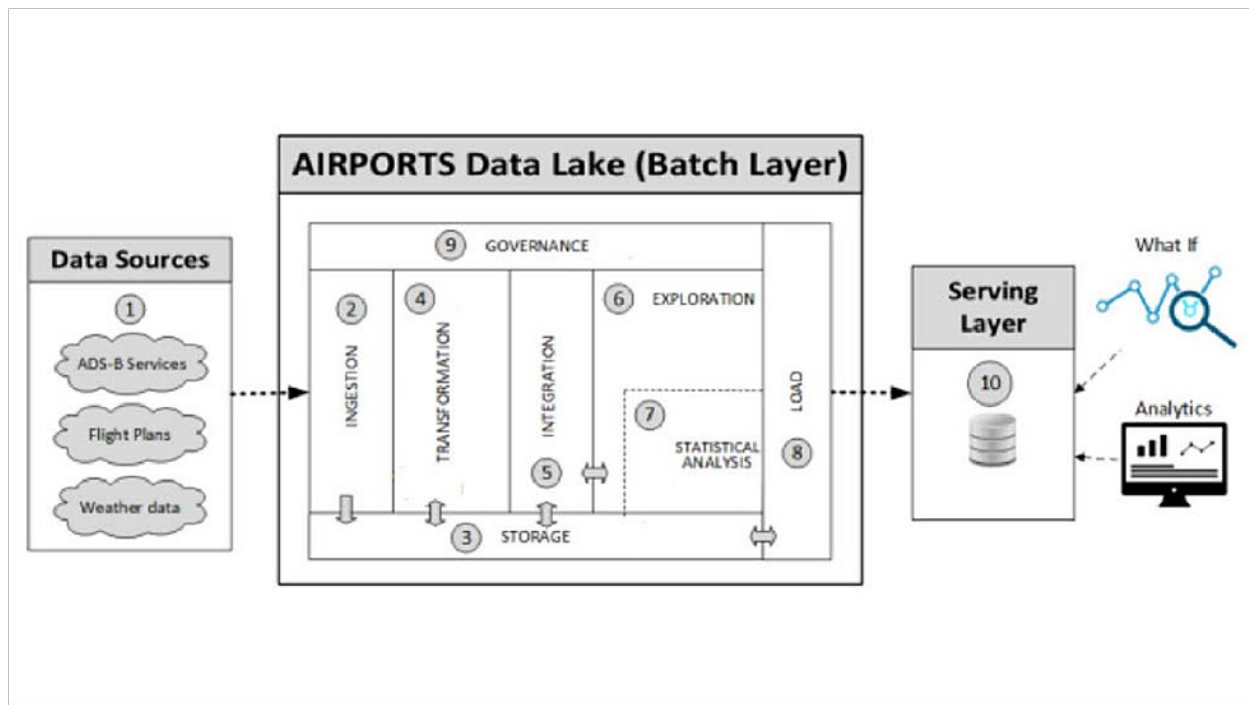 AIRPORTS Data Lake (Batch Layer)
Data Sources
1
ADS-B Services
Flight Plans
Weather data
9 GOVERNANCE
2
INGESTION
4
TRANSFORMATION
INTEGRATION
5
6 EXPLORATION
7
STATISTICAL
ANALYSIS
3 STORAGE
LOAD
8
Serving
Layer
10
What If
Analytics